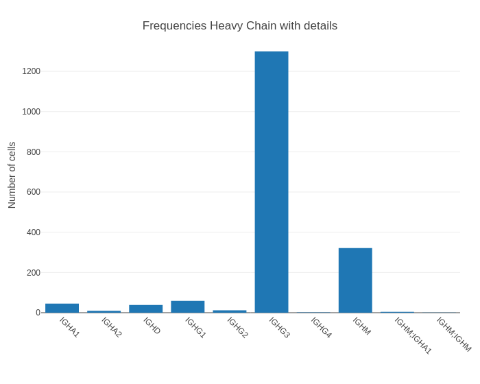 Frequencies Heavy Chain with details
Number of cells
1200
1000
800
600
400
200
0
IGHA1
IGHA2
IGHD
IGHG1
IGHG2
IGHG3
IGHG4
IGHM
IGHM;IGHA1
IGHM;IGHM